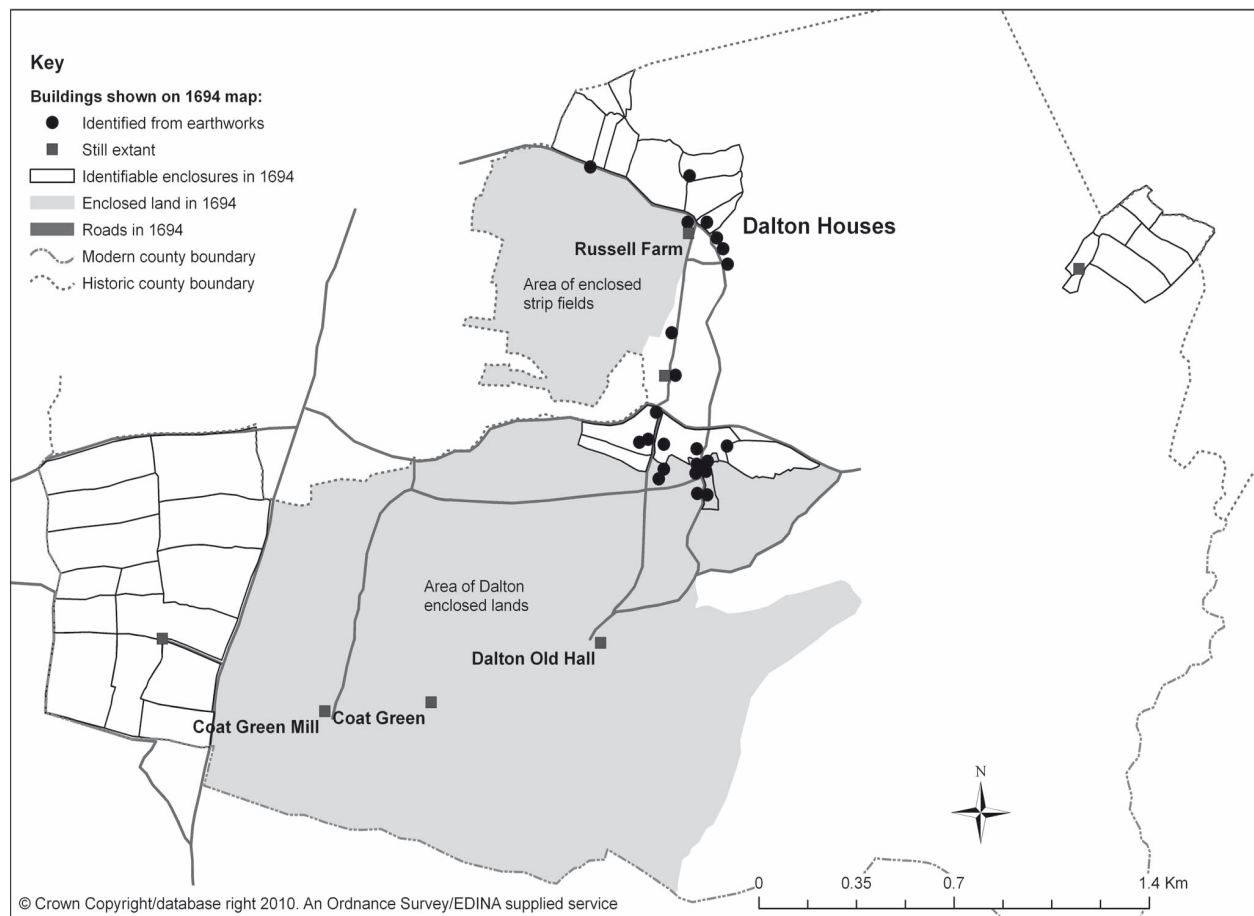 Key
Buildings shown on 1694 map:
Identified from earthworks
Still extant
Identifiable enclosures in 1694
Enclosed land in 1694
Roads in 1694
Modern county boundary
Historic county boundary
Dalton Houses
Russell Farm
Area of enclosed
strip fields
Area of Dalton
enclosed lands
Dalton Old Hall
Coat Green Mill
Coat Green
N
0 0.35 0.7 1.4 Km
© Crown Copyright/database right 2010. An Ordnance Survey/EDINA supplied service